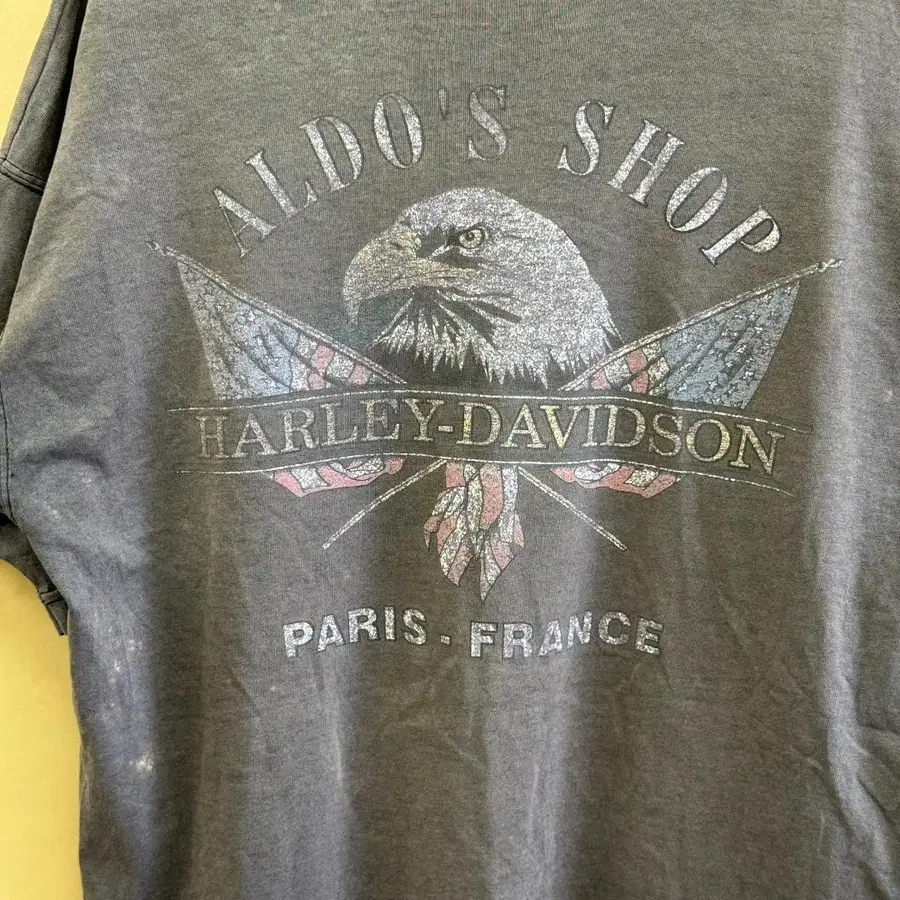 ALDO'S SHOP
HARLEY-DAVIDSON
PARIS . FRANCE